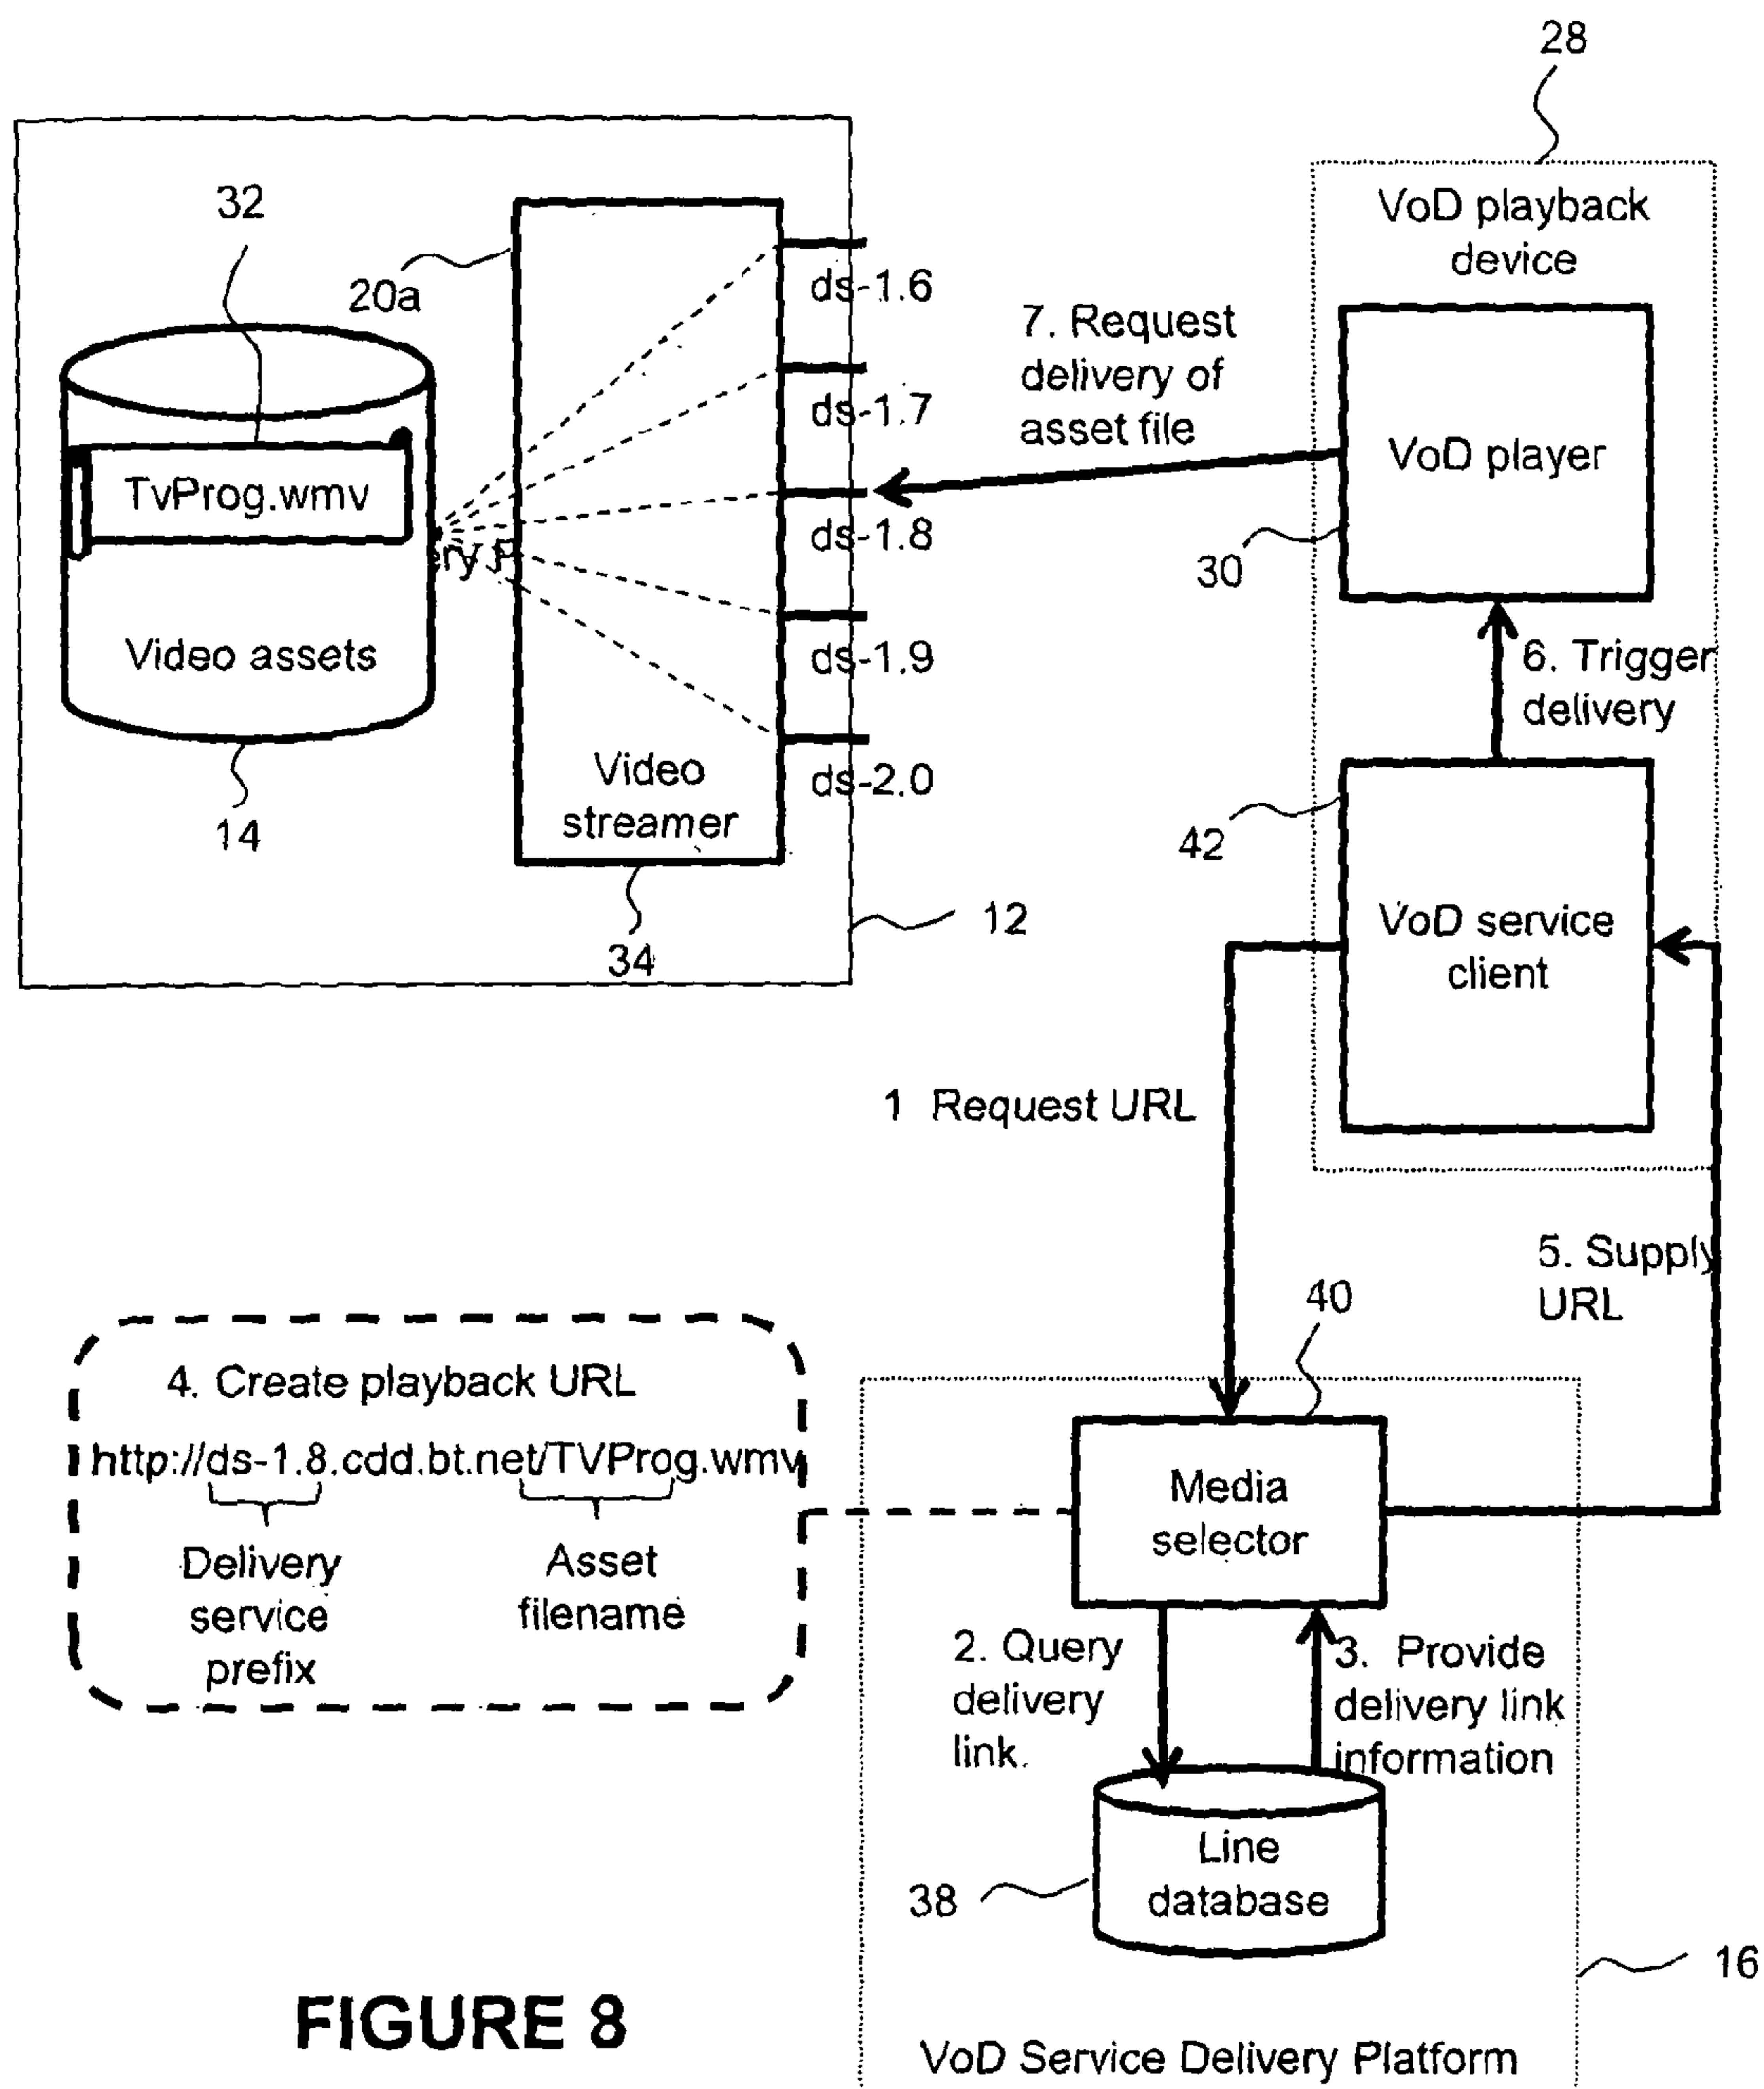 28
VoD playback
device
32
20a
ds-1.6
ds-1.7
ds-1.8
ds-1.9
ds-2.0
7. Request
delivery of
asset file
VoD player
30
TvProg.wmv
Video assets
14
Video
streamer
34
12
6. Trigger
delivery
42
VoD service
client
1 Request URL
5. Supply
URL
40
4. Create playback URL
http://ds-1.8.cdd.bt.net/TVProg.wmv
Delivery
service
prefix
Asset
filename
Media
selector
2. Query
delivery
link.
3. Provide
delivery link
information
Line
database
38
16
FIGURE 8
VoD Service Delivery Platform